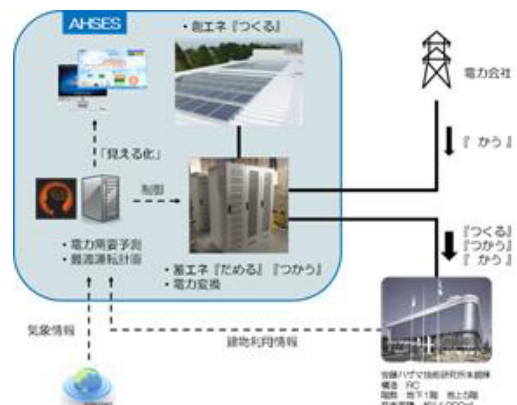 AHSES
・創エネ『つくる』
電力会社
「見える化」
『 かう』
制御
・電力需要予測
・最適運転計画
・蓄エネ『ためる』『つかう』
・電力変換
『つくる』
『つかう』
『 かう』
気象情報
建物利用情報
安藤ハザマ技術研究所本館棟
構造 : RC
階数 : 地下1階 地上5階